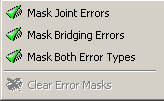 Mask Joint Errors
Mask Bridging Errors
Mask Both Error Types
Clear Error Masks